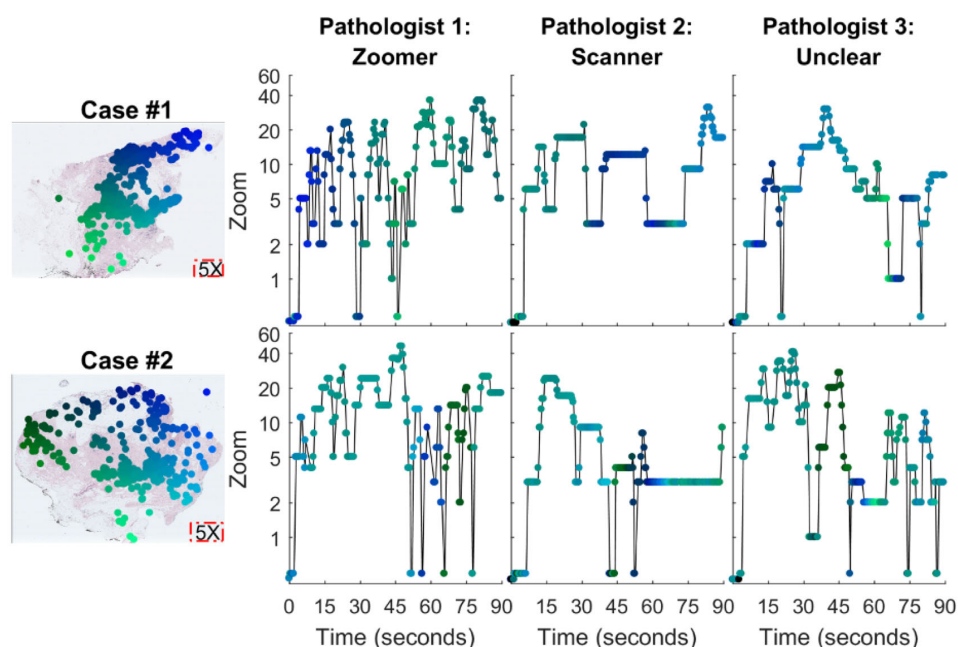 Pathologist 1: Pathologist 2: Pathologist 3:
Zoomer Scanner Unclear
Case #1
5X
Zoom
60
40
20
10
5
2
1
Case #2
5X
Zoom
60
40
20
10
5
2
1
0 15 30 45 60 75 90 15 30 45 60 75 90 15 30 45 60 75 90
Time (seconds) Time (seconds) Time (seconds)